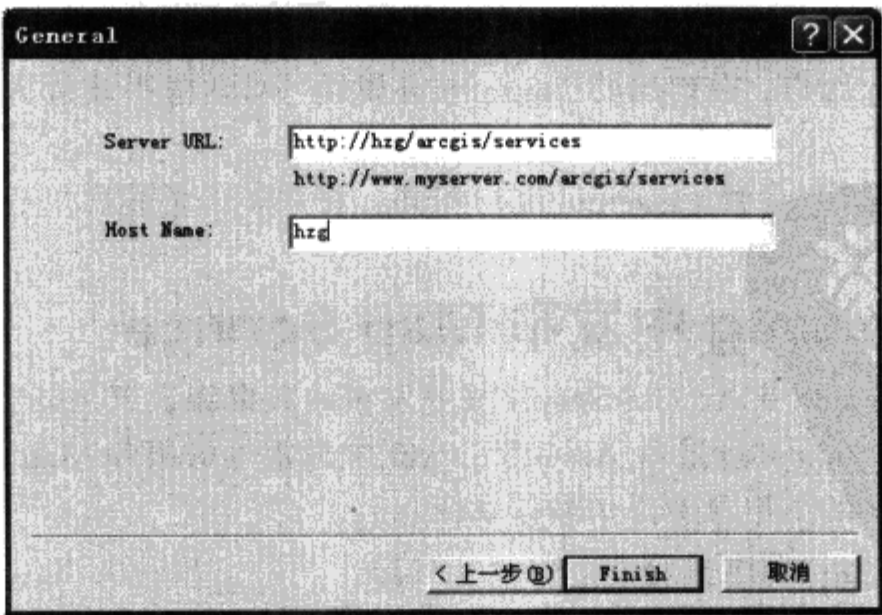 General
Server URL: http://hzg/arcgis/services
http://www.myserver.com/arcgis/services
Host Name: hzg
< 上一步(B) Finish 取消